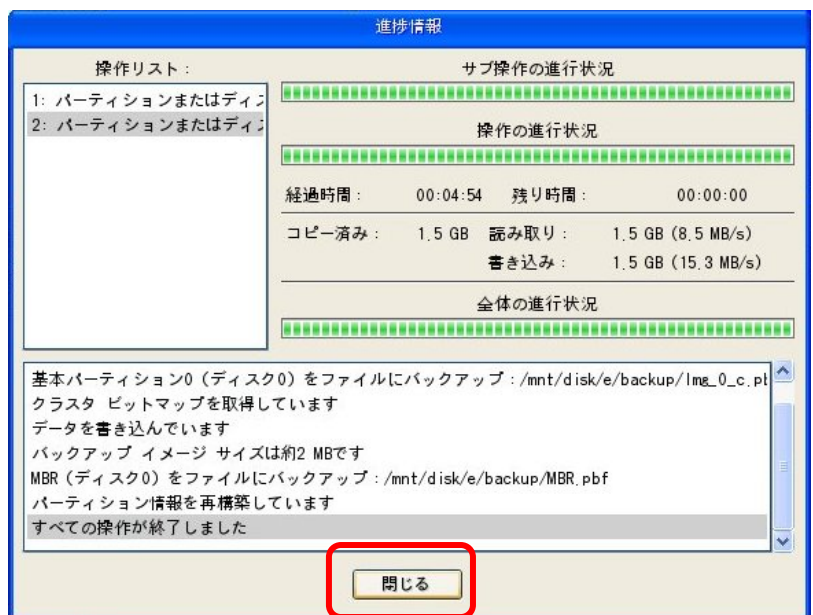 進捗情報
操作リスト：
1: パーティションまたはディス
2: パーティションまたはディス
サブ操作の進行状況
操作の進行状況
経過時間： 00:04:54 残り時間： 00:00:00
コピー済み： 1.5 GB 読み取り： 1.5 GB (8.5 MB/s)
書き込み： 1.5 GB (15.3 MB/s)
全体の進行状況
基本パーティション0（ディスク0）をファイルにバックアップ：/mnt/disk/e/backup/Img_0_c.pb
クラスタ ビットマップを取得しています
データを書き込んでいます
バックアップ イメージ サイズは約2 MBです
MBR（ディスク0）をファイルにバックアップ：/mnt/disk/e/backup/MBR.pbf
パーティション情報を再構築しています
すべての操作が終了しました
閉じる